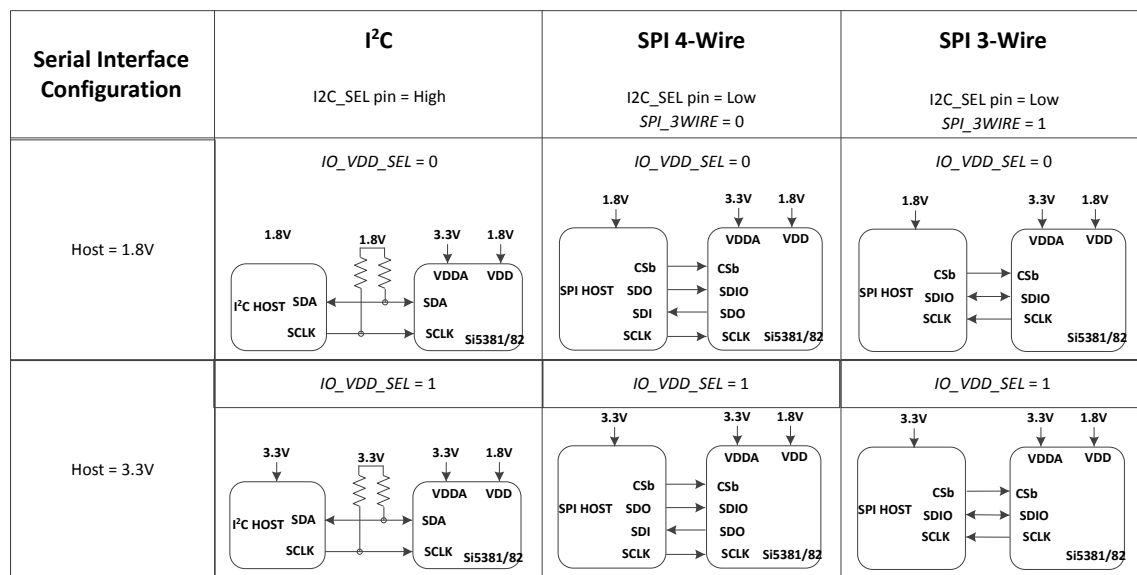 Serial Interface
Configuration
I²C
I2C_SEL pin = High
SPI 4-Wire
I2C_SEL pin = Low
SPI_3WIRE = 0
SPI 3-Wire
I2C_SEL pin = Low
SPI_3WIRE = 1
Host = 1.8V
IO_VDD_SEL = 0
1.8V
1.8V
3.3V
1.8V
VDDA
VDD
I²C HOST
SDA
SCLK
SDA
SCLK
Si5381/82
IO_VDD_SEL = 0
1.8V
3.3V
1.8V
VDDA
VDD
SPI HOST
CSb
SDO
SDI
SCLK
CSb
SDIO
SDO
SCLK
Si5381/82
IO_VDD_SEL = 0
1.8V
3.3V
1.8V
VDDA
VDD
SPI HOST
CSb
SDIO
SCLK
CSb
SDIO
SCLK
Si5381/82
Host = 3.3V
IO_VDD_SEL = 1
3.3V
3.3V
3.3V
1.8V
VDDA
VDD
I²C HOST
SDA
SCLK
SDA
SCLK
Si5381/82
IO_VDD_SEL = 1
3.3V
3.3V
1.8V
VDDA
VDD
SPI HOST
CSb
SDO
SDI
SCLK
CSb
SDIO
SDO
SCLK
Si5381/82
IO_VDD_SEL = 1
3.3V
3.3V
1.8V
VDDA
VDD
SPI HOST
CSb
SDIO
SCLK
CSb
SDIO
SCLK
Si5381/82